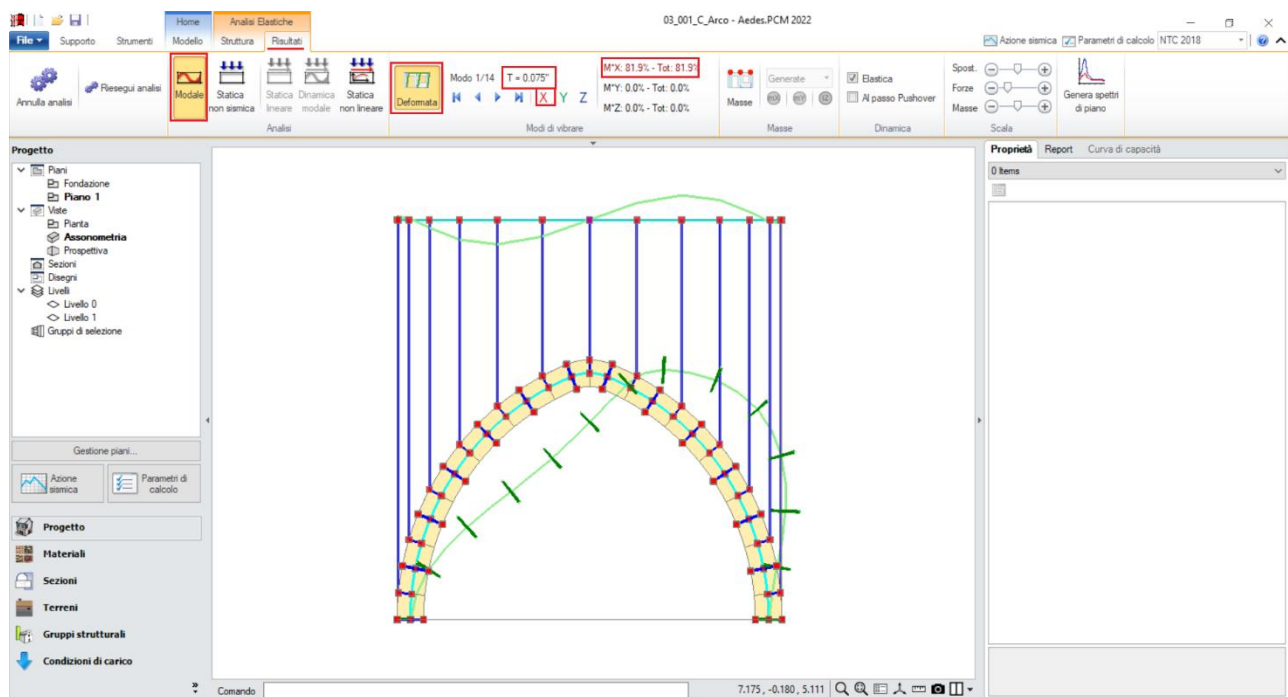 Home Analisi Elastiche 03_001_C_Arco - Aedes.PCM 2022
File Supporto Strumenti Modello Struttura Risultati Azione sismica Parametri di calcolo NTC 2018
Annulla analisi
Riesegui analisi
Modale
Statica non sismica
Statica lineare
Dinamica modale
Statica non lineare
Analisi
Deformata
Modo 1/14 T = 0.075"
X Y Z
M*X: 81.9% - Tot: 81.9%
M*Y: 0.0% - Tot: 0.0%
M*Z: 0.0% - Tot: 0.0%
Modi di vibrare
Masse
Generate
Masse
Elastica
Al passo Pushover
Dinamica
Spost.
Forze
Masse
Scala
Genera spettri di piano
Progetto
Piani
Fondazione
Piano 1
Viste
Pianta
Assonometria
Prospettiva
Sezioni
Disegni
Livelli
Livello 0
Livello 1
Gruppi di selezione
Gestione piani...
Azione sismica
Parametri di calcolo
Progetto
Materiali
Sezioni
Terreni
Gruppi strutturali
Condizioni di carico
Comando
7.175 , -0.180 , 5.111
Proprietà Report Curva di capacità
0 Items